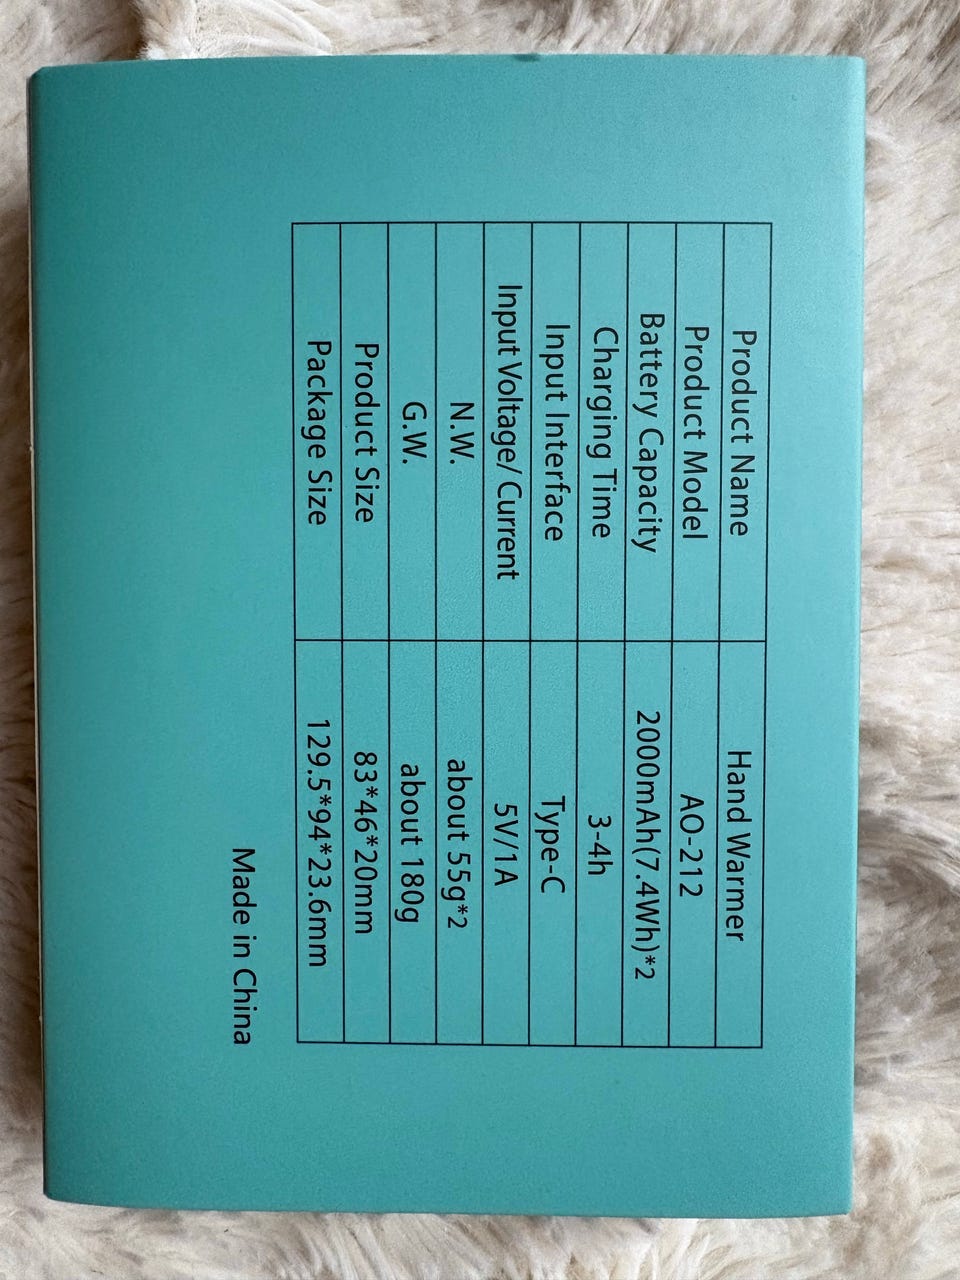 Product Name Hand Warmer
Product Model AO-212
Battery Capacity 2000mAh(7.4Wh)*2
Charging Time 3-4h
Input Interface Type-C
Input Voltage/Current 5V/1A
N.W. about 55g*2
G.W. about 180g
Product Size 83*46*20mm
Package Size 129.5*94*23.6mm
Made in China